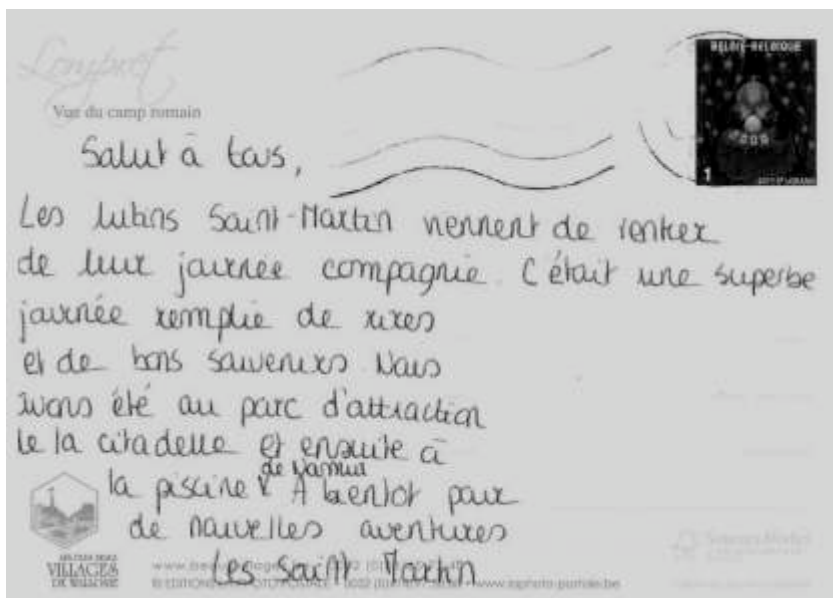 Lompret
BELGIË-BELGIQUE
Vue du camp romain
1
Salut à tous,
Les lutins Saint-Martin viennent de rentrer
de leur journée compagnie. C'était une superbe
journée remplie de rires
et de bons souvenirs Nous
avons été au parc d'attraction
de la citadelle et ensuite à
de Namur
la piscine v A bientôt pour
de nouvelles aventures
Les Saint Martin
VILLAGES
DE WALLONIE